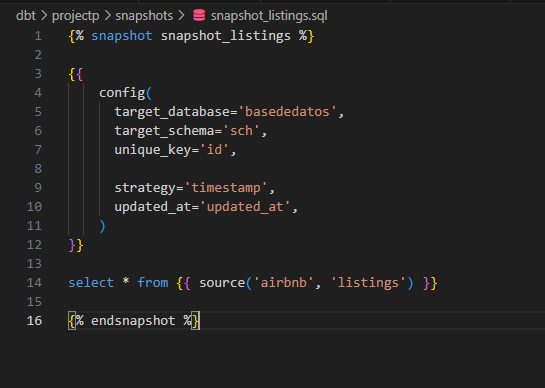 dbt > projectp > snapshots > snapshot_listings.sql
1 {% snapshot snapshot_listings %}
2
3 {{
4     config(
5       target_database='basededatos',
6       target_schema='sch',
7       unique_key='id',
8
9       strategy='timestamp',
10       updated_at='updated_at',
11     )
12 }}
13
14 select * from {{ source('airbnb', 'listings') }}
15
16 {% endsnapshot %}